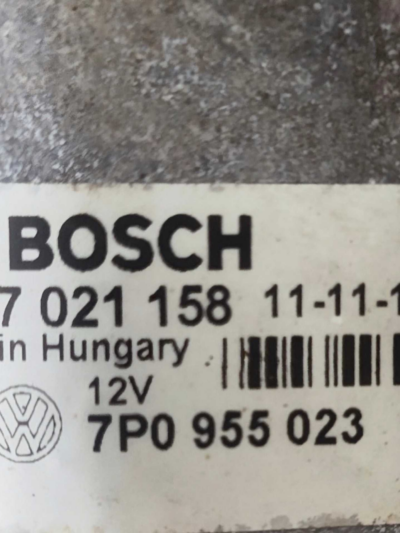 BOSCH
7 021 158 11-11-1
in Hungary
12V
7P0 955 023